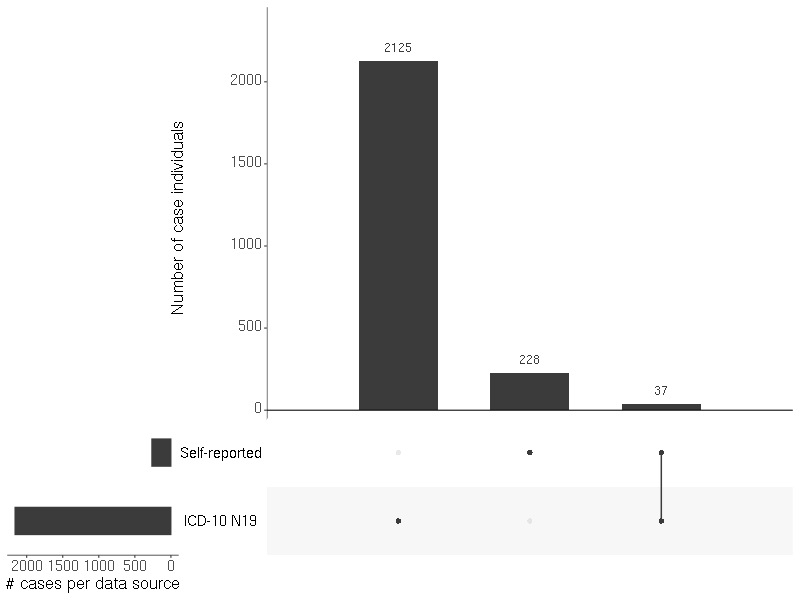 2125
2000
1500
1000
500
0
Number of case individuals
228
37
Self-reported
ICD-10 N19
2000 1500 1000 500 0
# cases per data source